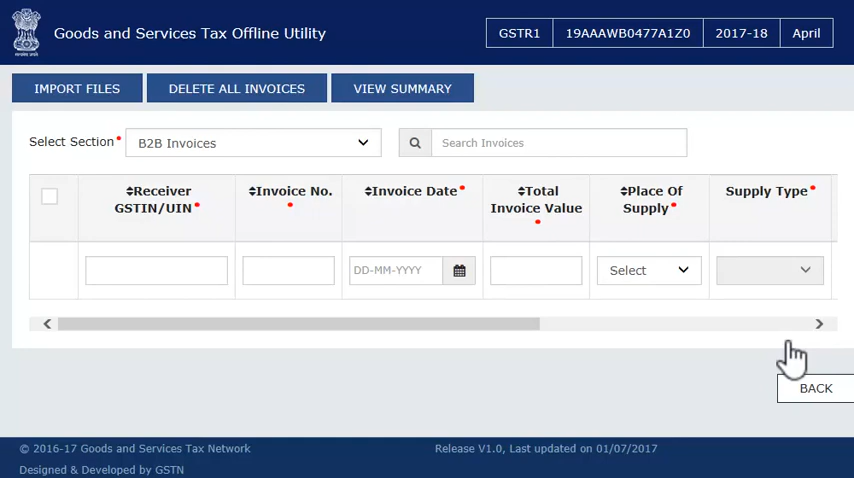 Goods and Services Tax Offline Utility
GSTR1 19AAAWB0477A1Z0 2017-18 April
IMPORT FILES DELETE ALL INVOICES VIEW SUMMARY
Select Section• B2B Invoices Search Invoices
Receiver GSTIN/UIN•
Invoice No. •
Invoice Date•
Total Invoice Value •
Place Of Supply•
Supply Type•
DD-MM-YYYY Select
BACK
© 2016-17 Goods and Services Tax Network Release V1.0, Last updated on 01/07/2017
Designed & Developed by GSTN